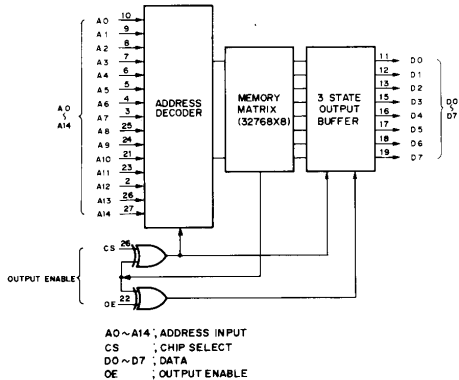 A0 10
A1 9
A2 8
A3 7
A4 6
A5 5
A6 4
A7 3
A8 25
A9 24
A10 21
A11 23
A12 2
A13 26
A14 27
A0
~
A14
ADDRESS
DECODER
MEMORY
MATRIX
(32768X8)
3 STATE
OUTPUT
BUFFER
11 D0
12 D1
13 D2
15 D3
16 D4
17 D5
18 D6
19 D7
D0
~
D7
CS 26
OUTPUT ENABLE
OE 22
A0~A14 ; ADDRESS INPUT
CS ; CHIP SELECT
D0~D7 ; DATA
OE ; OUTPUT ENABLE